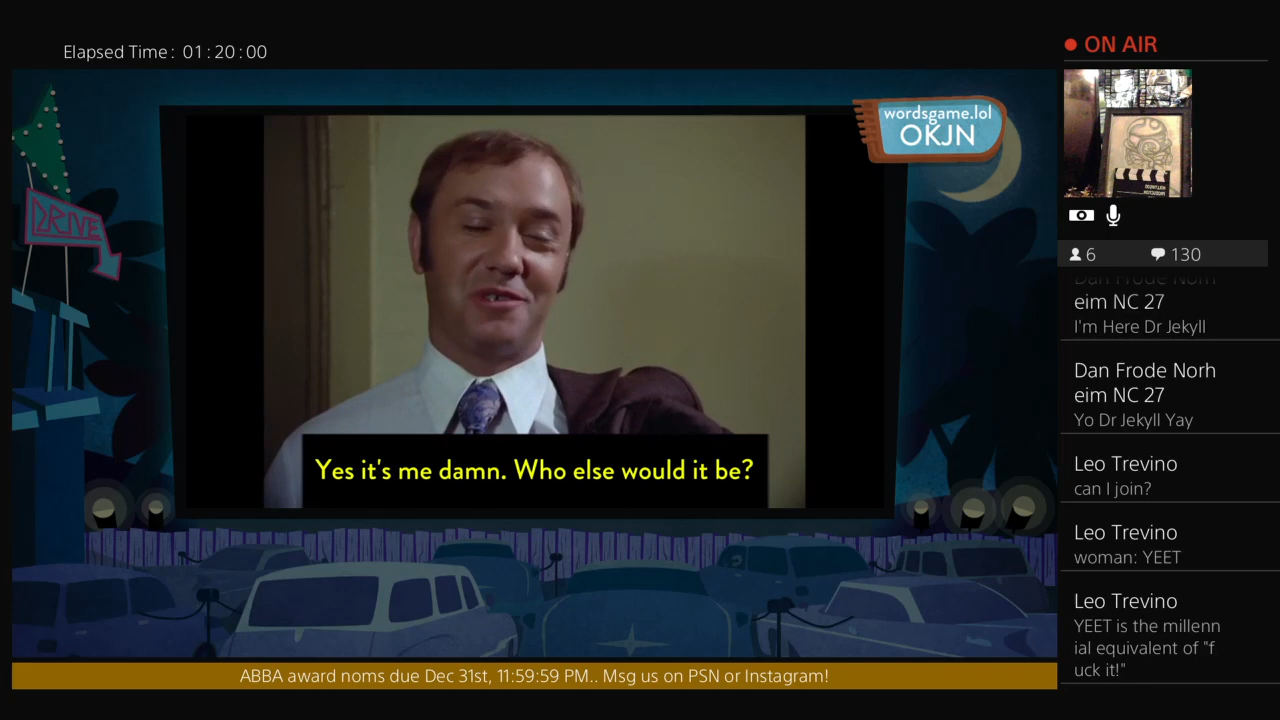 Elapsed Time: 01:20:00
ON AIR
wordsgame.lol
OKJN
DRIVE
6
130
Dan Frode Norh
eim NC 27
I'm Here Dr Jekyll
Dan Frode Norh
eim NC 27
Yo Dr Jekyll Yay
Leo Trevino
can I join?
Leo Trevino
woman: YEET
Leo Trevino
YEET is the millenn
ial equivalent of "f
uck it!"
Yes it's me damn. Who else would it be?
ABBA award noms due Dec 31st, 11:59:59 PM.. Msg us on PSN or Instagram!